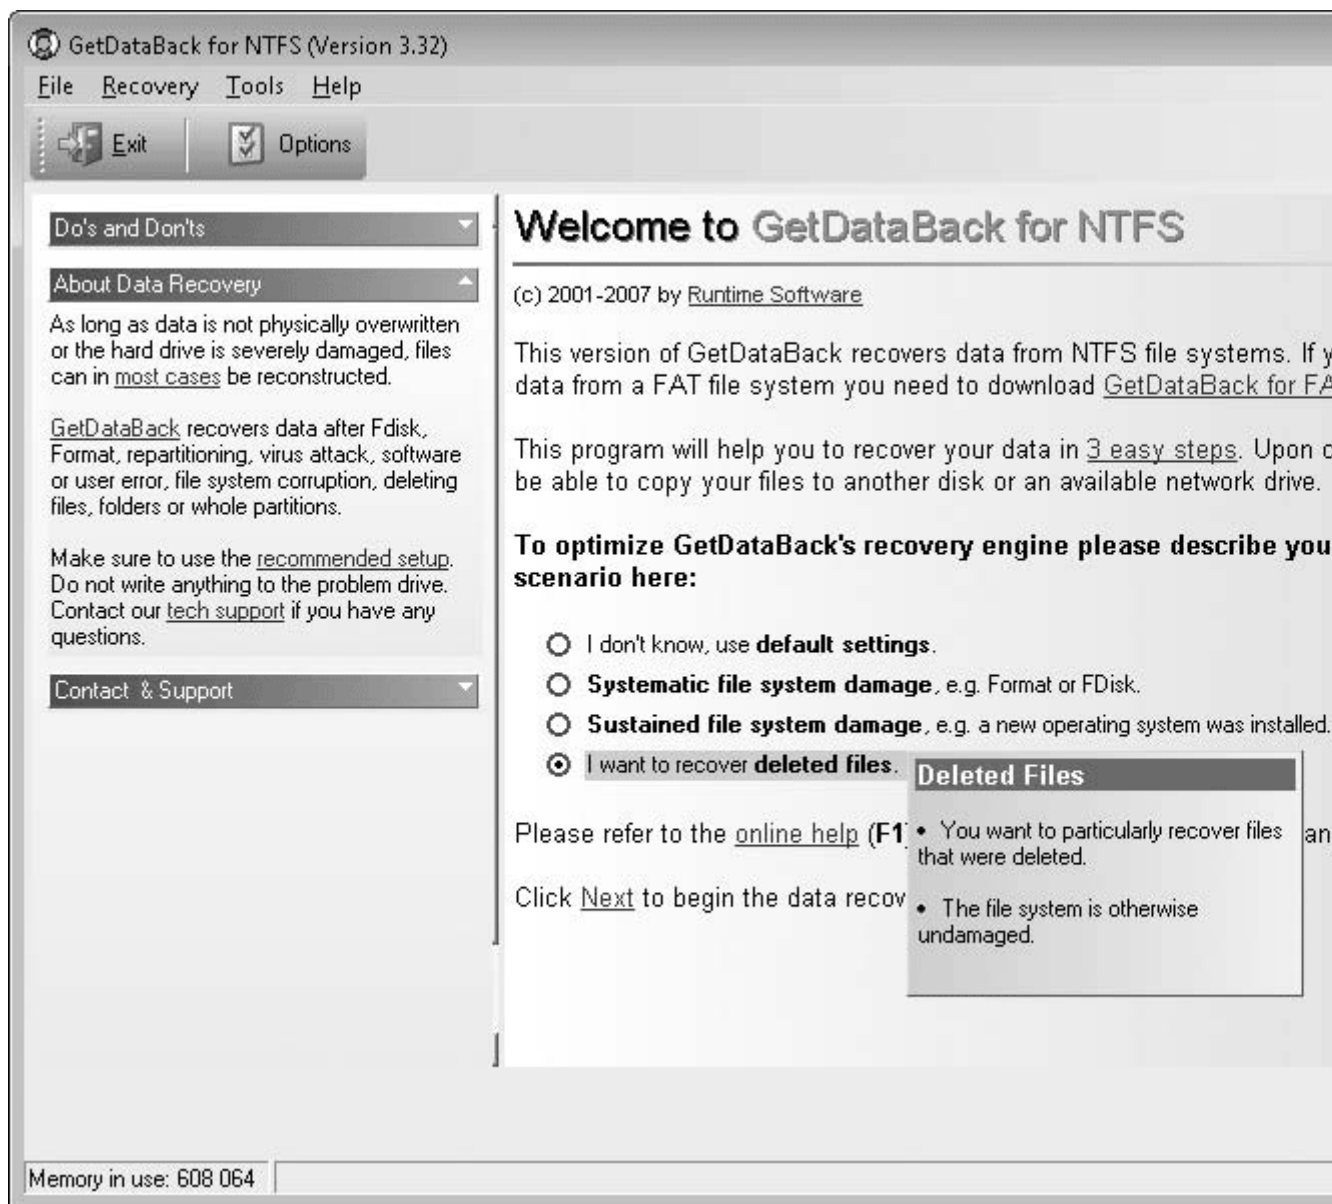 GetDataBack for NTFS (Version 3.32)
File Recovery Tools Help
Exit Options
Do's and Don'ts
About Data Recovery
As long as data is not physically overwritten
or the hard drive is severely damaged, files
can in most cases be reconstructed.
GetDataBack recovers data after Fdisk,
Format, repartitioning, virus attack, software
or user error, file system corruption, deleting
files, folders or whole partitions.
Make sure to use the recommended setup.
Do not write anything to the problem drive.
Contact our tech support if you have any
questions.
Contact & Support
Welcome to GetDataBack for NTFS
(c) 2001-2007 by Runtime Software
This version of GetDataBack recovers data from NTFS file systems. If
data from a FAT file system you need to download GetDataBack for
This program will help you to recover your data in 3 easy steps. Upon
be able to copy your files to another disk or an available network drive.
To optimize GetDataBack's recovery engine please describe
scenario here:
I don't know, use default settings.
Systematic file system damage, e.g. Format or FDisk.
Sustained file system damage, e.g. a new operating system was installed.
I want to recover deleted files.
Please refer to the online help (F1)
Click Next to begin the data
Deleted Files
• You want to particularly recover files
that were deleted.
• The file system is otherwise
undamaged.
Memory in use: 608 064